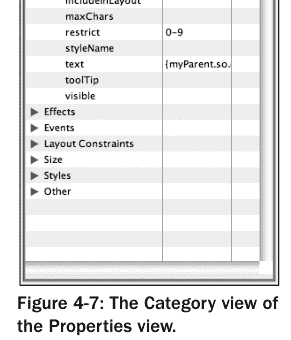 includeInLayout
maxChars
restrict 0-9
styleName
text {myParent.so.
toolTip
visible
Effects
Events
Layout Constraints
Size
Styles
Other
Figure 4-7: The Category view of
the Properties view.